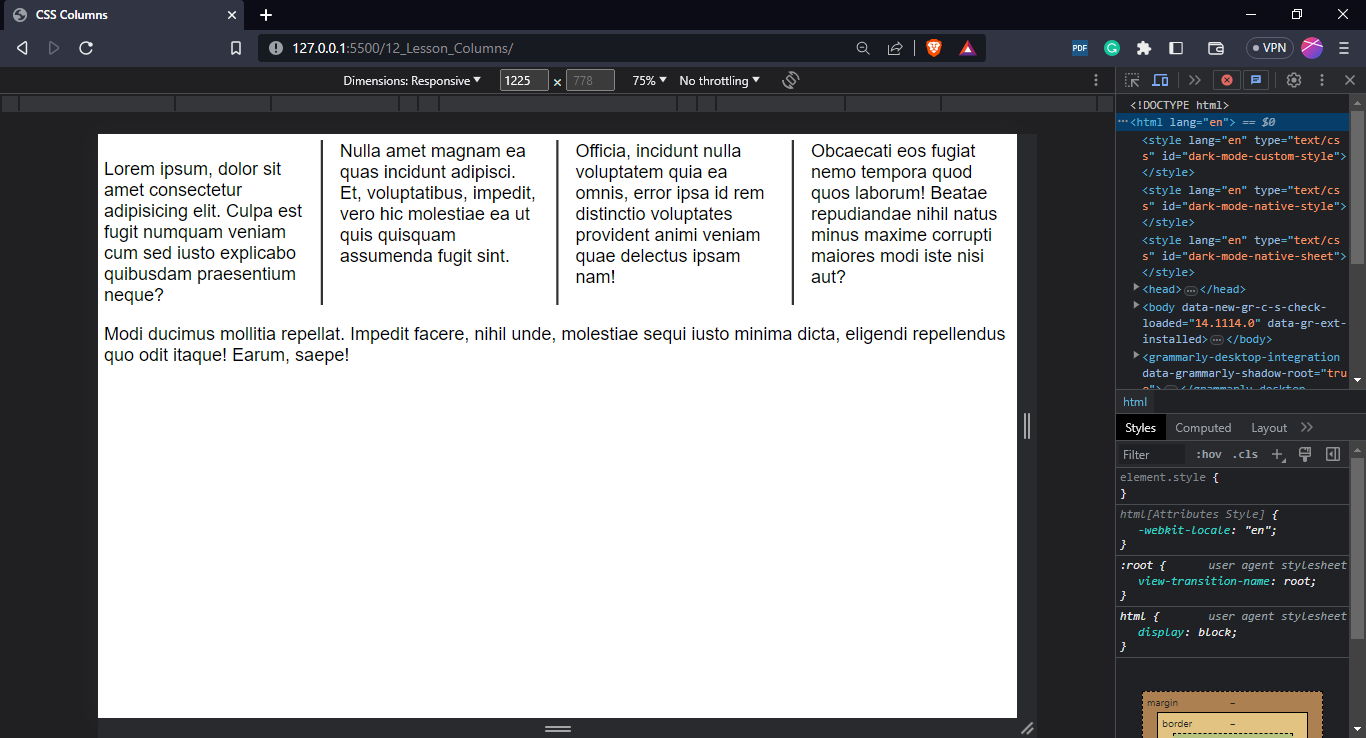 CSS Columns
127.0.0.1:5500/12_Lesson_Columns/
PDF
VPN
Dimensions: Responsive
1225 × 778
75%
No throttling
Lorem ipsum, dolor sit
amet consectetur
adipisicing elit. Culpa est
fugit numquam veniam
cum sed iusto explicabo
quibusdam praesentium
neque?
Nulla amet magnam ea
quas incidunt adipisci.
Et, voluptatibus, impedit,
vero hic molestiae ea ut
quis quisquam
assumenda fugit sint.
Officia, incidunt nulla
voluptatem quia ea
omnis, error ipsa id rem
distinctio voluptates
provident animi veniam
quae delectus ipsam
nam!
Obcaecati eos fugiat
nemo tempora quod
quos laborum! Beatae
repudiandae nihil natus
minus maxime corrupti
maiores modi iste nisi
aut?
Modi ducimus mollitia repellat. Impedit facere, nihil unde, molestiae sequi iusto minima dicta, eligendi repellendus
quo odit itaque! Earum, saepe!
<!DOCTYPE html>
<html lang="en"> == $0
<style lang="en" type="text/cs
s" id="dark-mode-custom-style">
</style>
<style lang="en" type="text/cs
s" id="dark-mode-native-style">
</style>
<style lang="en" type="text/cs
s" id="dark-mode-native-sheet">
</style>
<head>…</head>
<body data-new-gr-c-s-check-
loaded="14.1114.0" data-gr-ext-
installed>…</body>
<grammarly-desktop-integration
data-grammarly-shadow-root="tru
e">…</grammarly-desktop-
html
Styles
Computed
Layout
Filter
:hov
.cls
element.style {
}
html[Attributes Style] {
-webkit-locale: "en";
}
:root { user agent stylesheet
view-transition-name: root;
}
html { user agent stylesheet
display: block;
}
margin –
border –